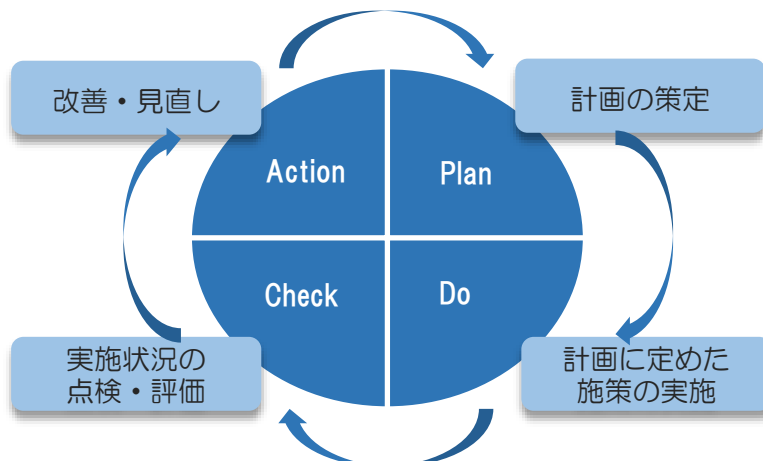 改善・見直し
計画の策定
Action
Plan
Check
Do
実施状況の
点検・評価
計画に定めた
施策の実施